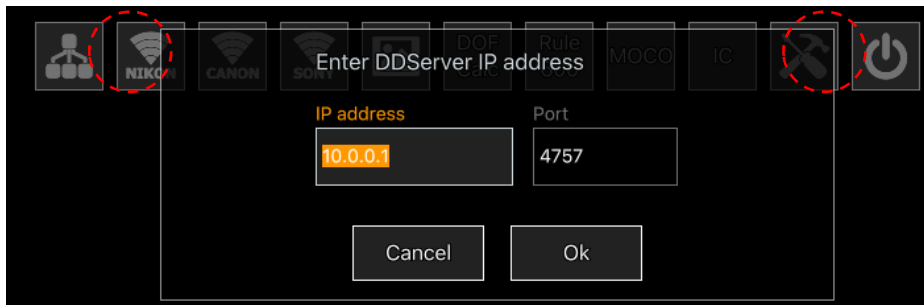 NIKON
CANON
SONY
DOF
Calc
Rule
MOCO
IC
Enter DDServer IP address
IP address
Port
10.0.0.1
4757
Cancel
Ok